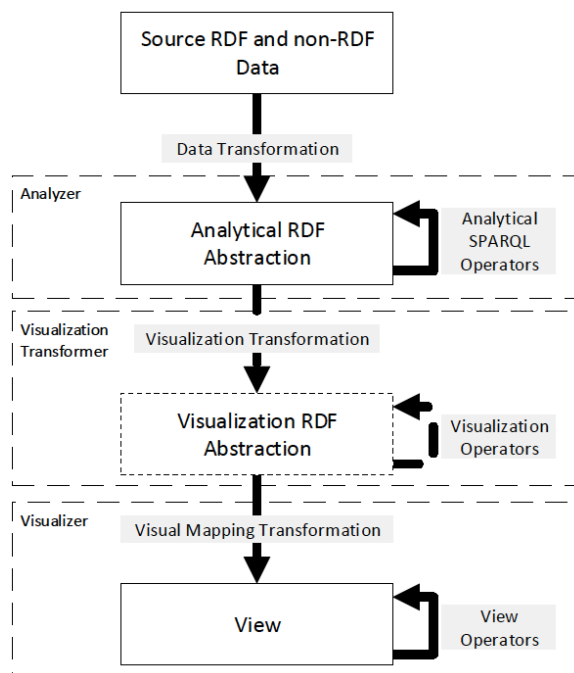 Source RDF and non-RDF
Data
Data Transformation
Analyzer
Analytical RDF
Abstraction
Analytical
SPARQL
Operators
Visualization
Transformer
Visualization Transformation
Visualization RDF
Abstraction
Visualization
Operators
Visualizer
Visual Mapping Transformation
View
View
Operators